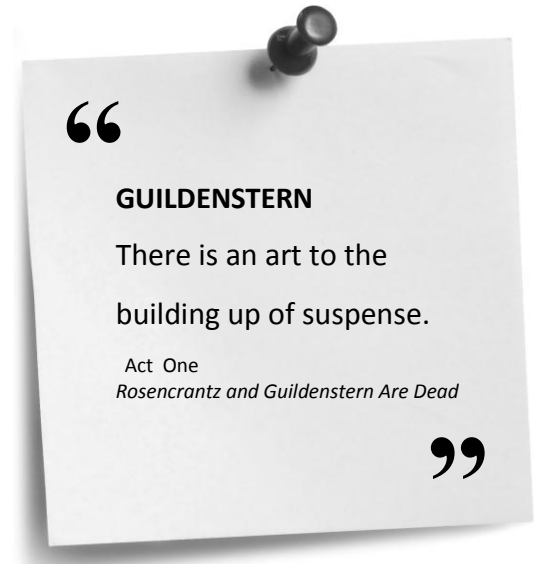 “
GUILDENSTERN
There is an art to the
building up of suspense.
Act One
Rosencrantz and Guildenstern Are Dead
”